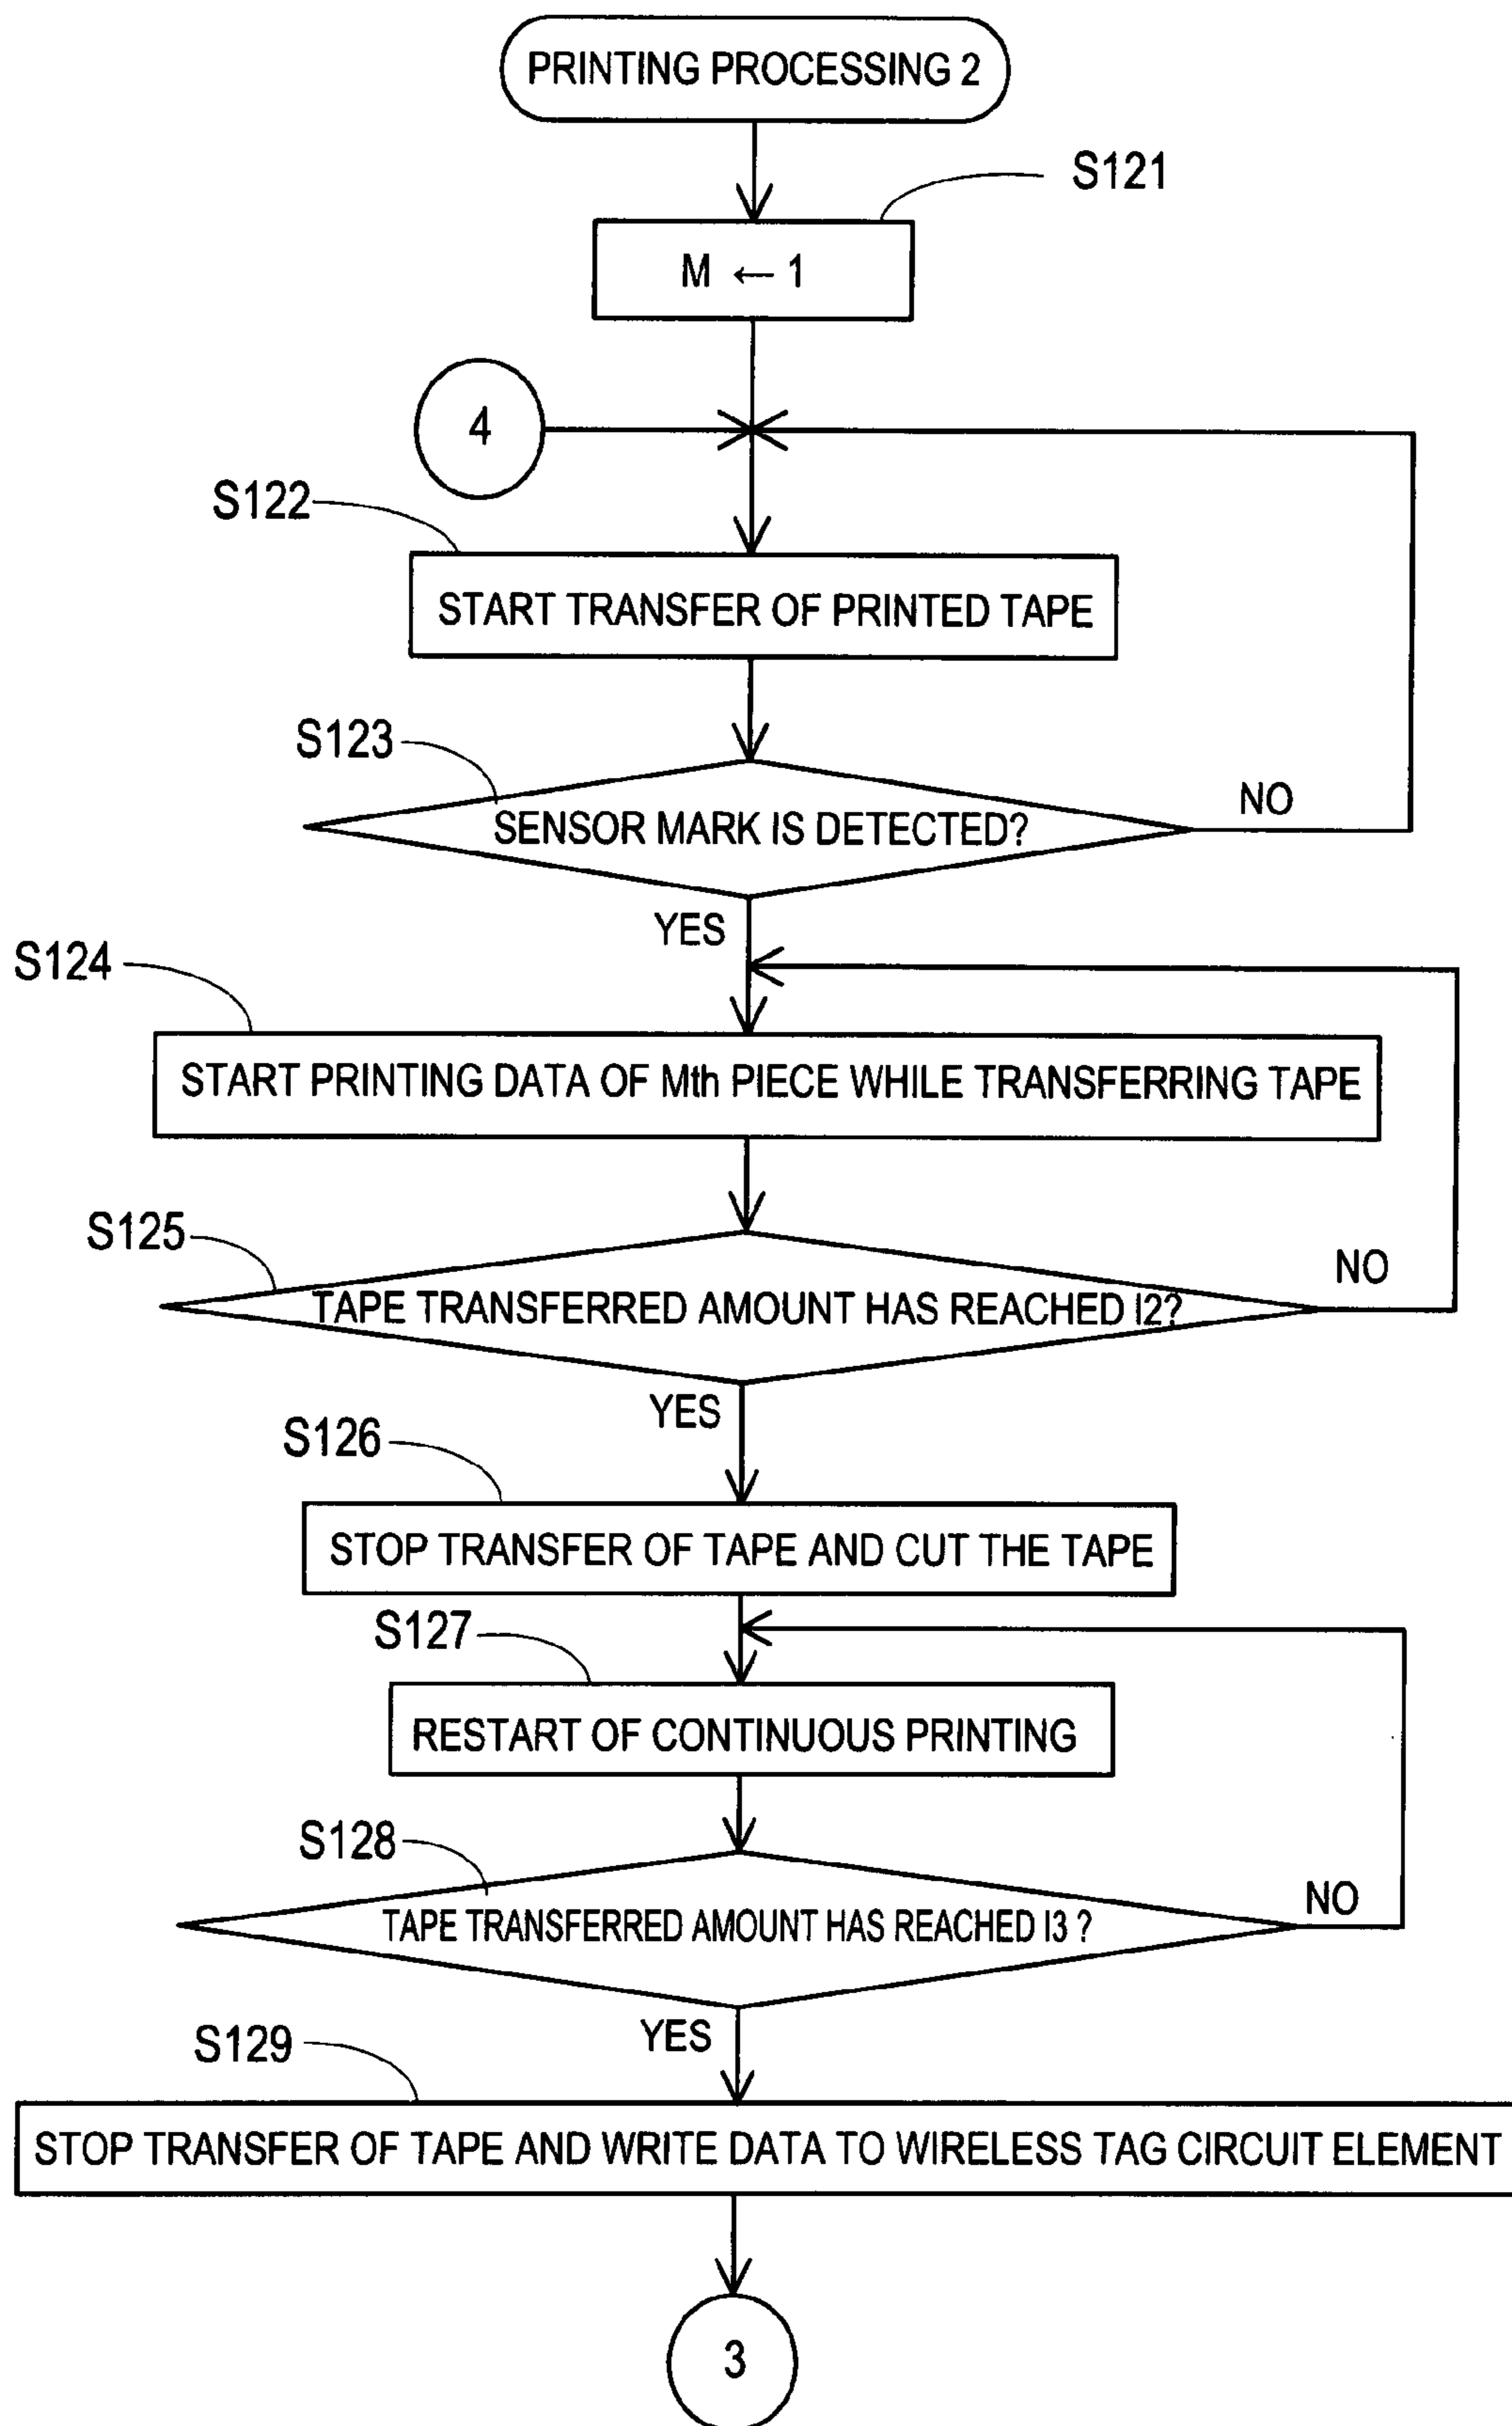 PRINTING PROCESSING 2
S121
M ← 1
4
S122
START TRANSFER OF PRINTED TAPE
S123
SENSOR MARK IS DETECTED?
NO
YES
S124
START PRINTING DATA OF Mth PIECE WHILE TRANSFERRING TAPE
S125
TAPE TRANSFERRED AMOUNT HAS REACHED l2?
NO
YES
S126
STOP TRANSFER OF TAPE AND CUT THE TAPE
S127
RESTART OF CONTINUOUS PRINTING
S128
TAPE TRANSFERRED AMOUNT HAS REACHED l3 ?
NO
YES
S129
STOP TRANSFER OF TAPE AND WRITE DATA TO WIRELESS TAG CIRCUIT ELEMENT
3